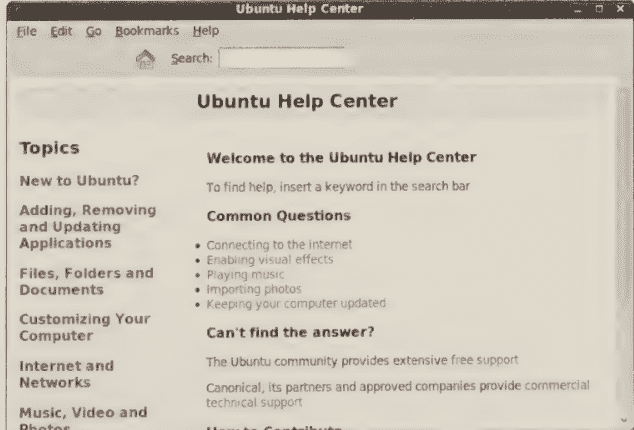 Ubuntu Help Center
File Edit Go Bookmarks Help
Search:
Ubuntu Help Center
Topics
New to Ubuntu?
Adding, Removing
and Updating
Applications
Files, Folders and
Documents
Customizing Your
Computer
Internet and
Networks
Music, Video and
Photos
Welcome to the Ubuntu Help Center
To find help, insert a keyword in the search bar
Common Questions
• Connecting to the internet
• Enabling visual effects
• Playing music
• Importing photos
• Keeping your computer updated
Can't find the answer?
The Ubuntu community provides extensive free support
Canonical, its partners and approved companies provide commercial
technical support
How to Contribute